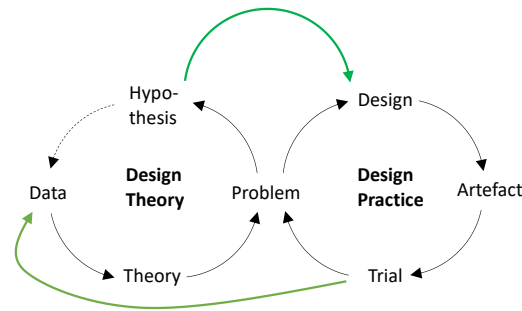 Hypo-
thesis
Design
Design
Theory
Design
Practice
Data
Problem
Artefact
Theory
Trial